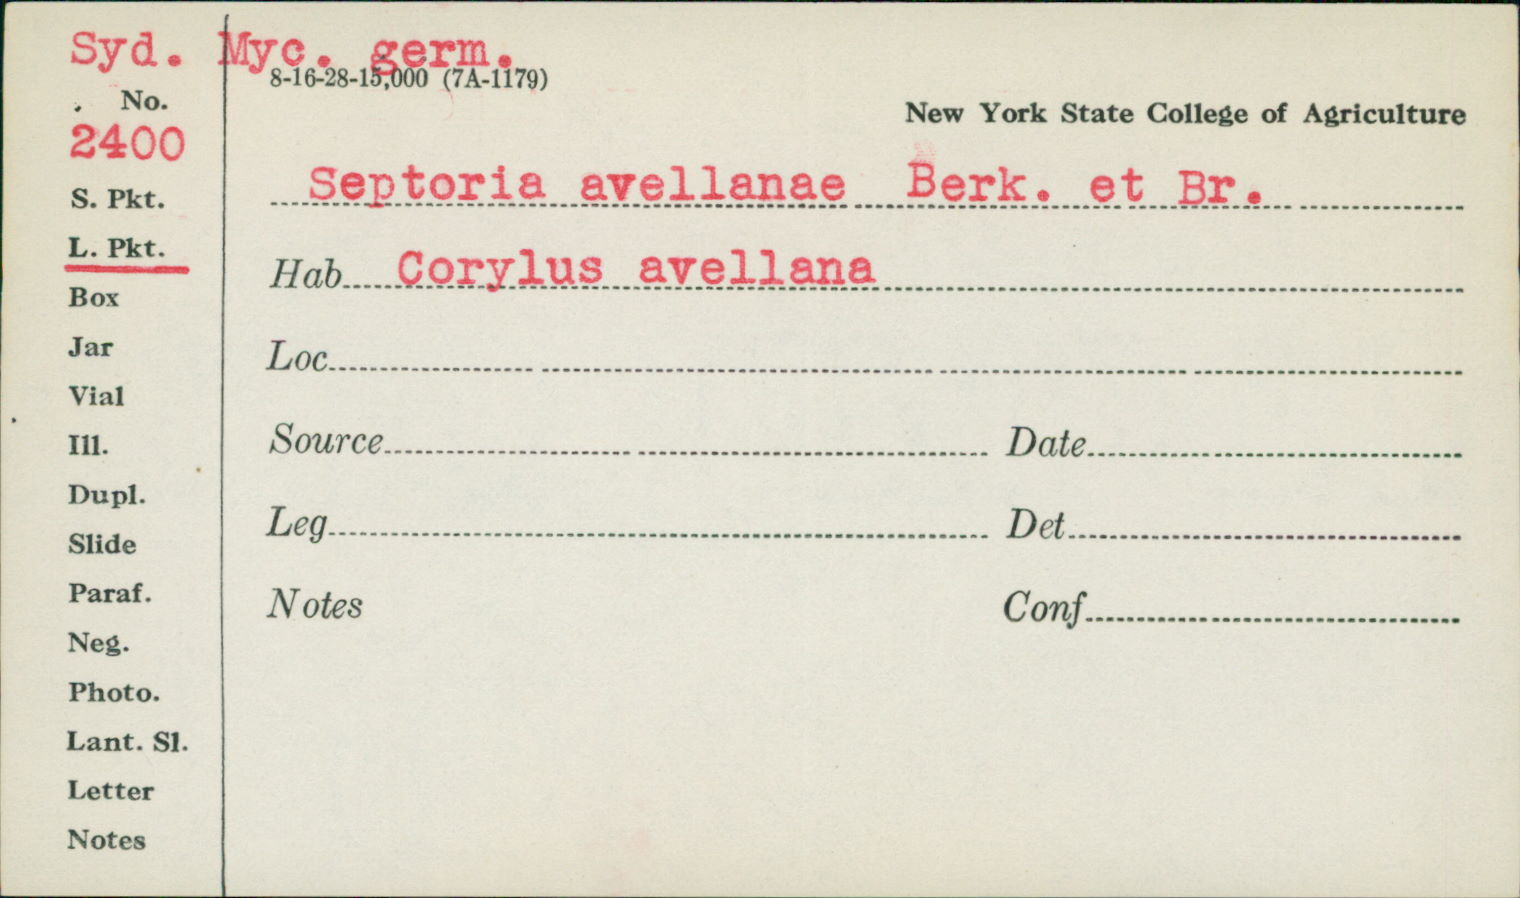 Syd. Myc. germ.
8-16-28-15,000 (7A-1179)
No.
2400
New York State College of Agriculture
Septoria avellanae Berk. et Br.
S. Pkt.
L. Pkt.
Hab Corylus avellana
Box
Jar
Loc
Vial
Ill.
Source Date
Dupl.
Slide
Leg Det
Paraf.
Notes Conf
Neg.
Photo.
Lant. Sl.
Letter
Notes